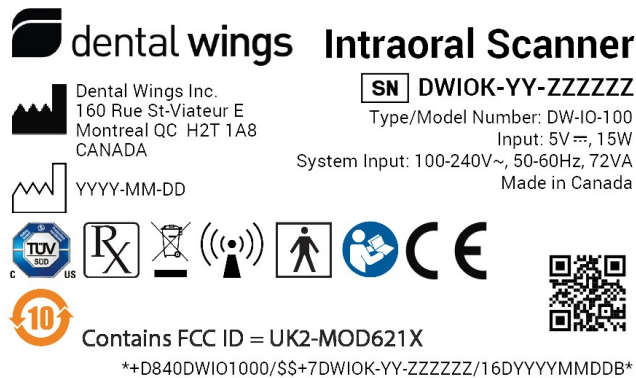 dental wings
Intraoral Scanner
SN DWIOK-YY-ZZZZZZ
Dental Wings Inc.
160 Rue St-Viateur E
Montreal QC H2T 1A8
CANADA
Type/Model Number: DW-IO-100
Input: 5V⎓, 15W
System Input: 100-240V~, 50-60Hz, 72VA
Made in Canada
YYYY-MM-DD
TÜV
SÜD
C US
Rx
CE
10
Contains FCC ID = UK2-MOD621X
*+D840DWIO1000/$$+7DWIOK-YY-ZZZZZZ/16DYYYYMMDDB*